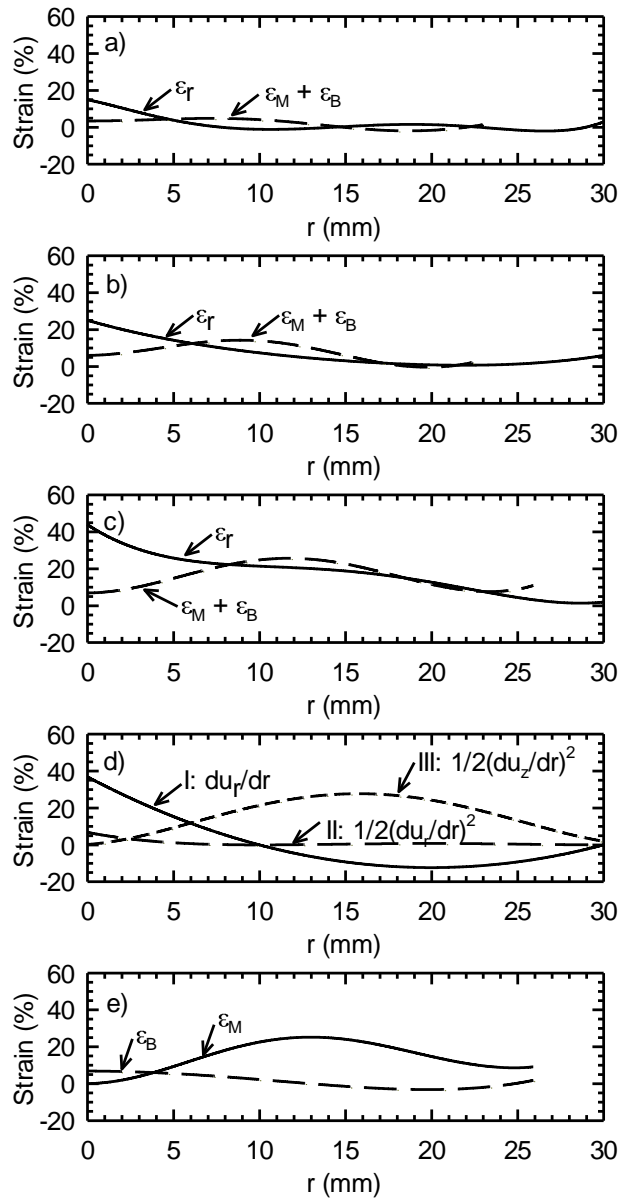 60
40
20
0
-20
Strain (%)
a)
εr
εM + εB
0 5 10 15 20 25 30
r (mm)
60
40
20
0
-20
Strain (%)
b)
εr
εM + εB
0 5 10 15 20 25 30
r (mm)
60
40
20
0
-20
Strain (%)
c)
εr
εM + εB
0 5 10 15 20 25 30
r (mm)
60
40
20
0
-20
Strain (%)
d)
I: dur/dr
III: 1/2(duz/dr)2
II: 1/2(dur/dr)2
0 5 10 15 20 25 30
r (mm)
60
40
20
0
-20
Strain (%)
e)
εB
εM
0 5 10 15 20 25 30
r (mm)